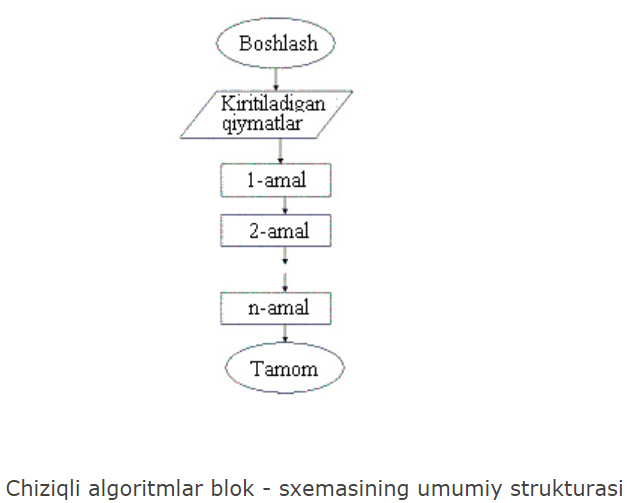 Boshlash
Kiritiladigan
qiymatlar
1-amal
2-amal
n-amal
Tamom
Chiziqli algoritmlar blok - sxemasining umumiy strukturasi